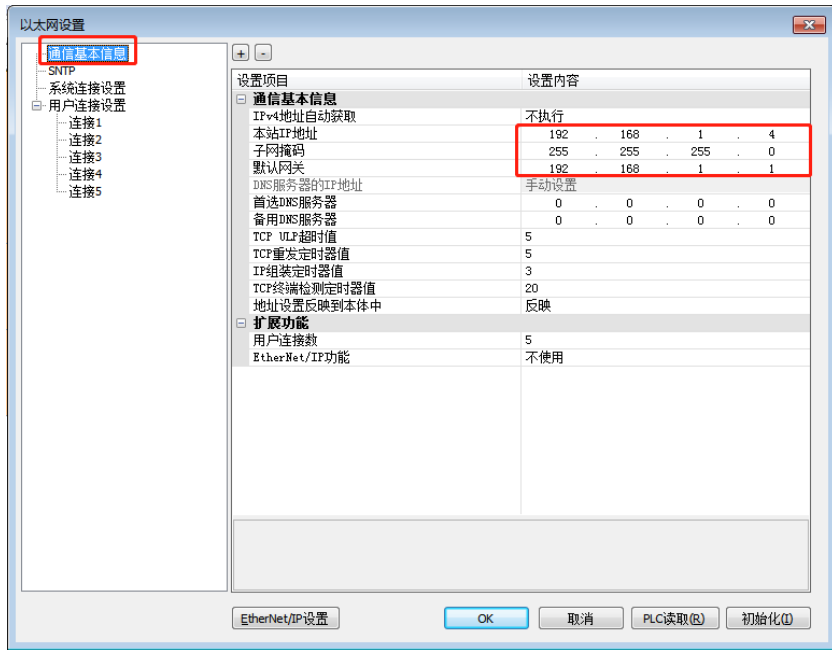 以太网设置
通信基本信息
SNTP
系统连接设置
用户连接设置
连接1
连接2
连接3
连接4
连接5
+ -
设置项目 设置内容
通信基本信息
IPv4地址自动获取 不执行
本站IP地址 192 . 168 . 1 . 4
子网掩码 255 . 255 . 255 . 0
默认网关 192 . 168 . 1 . 1
DNS服务器的IP地址 手动设置
首选DNS服务器 0 . 0 . 0 . 0
备用DNS服务器 0 . 0 . 0 . 0
TCP ULP超时值 5
TCP重发定时器值 5
IP组装定时器值 3
TCP终端检测定时器值 20
地址设置反映到本体中 反映
扩展功能
用户连接数 5
EtherNet/IP功能 不使用
EtherNet/IP设置 OK 取消 PLC读取(R) 初始化(I)